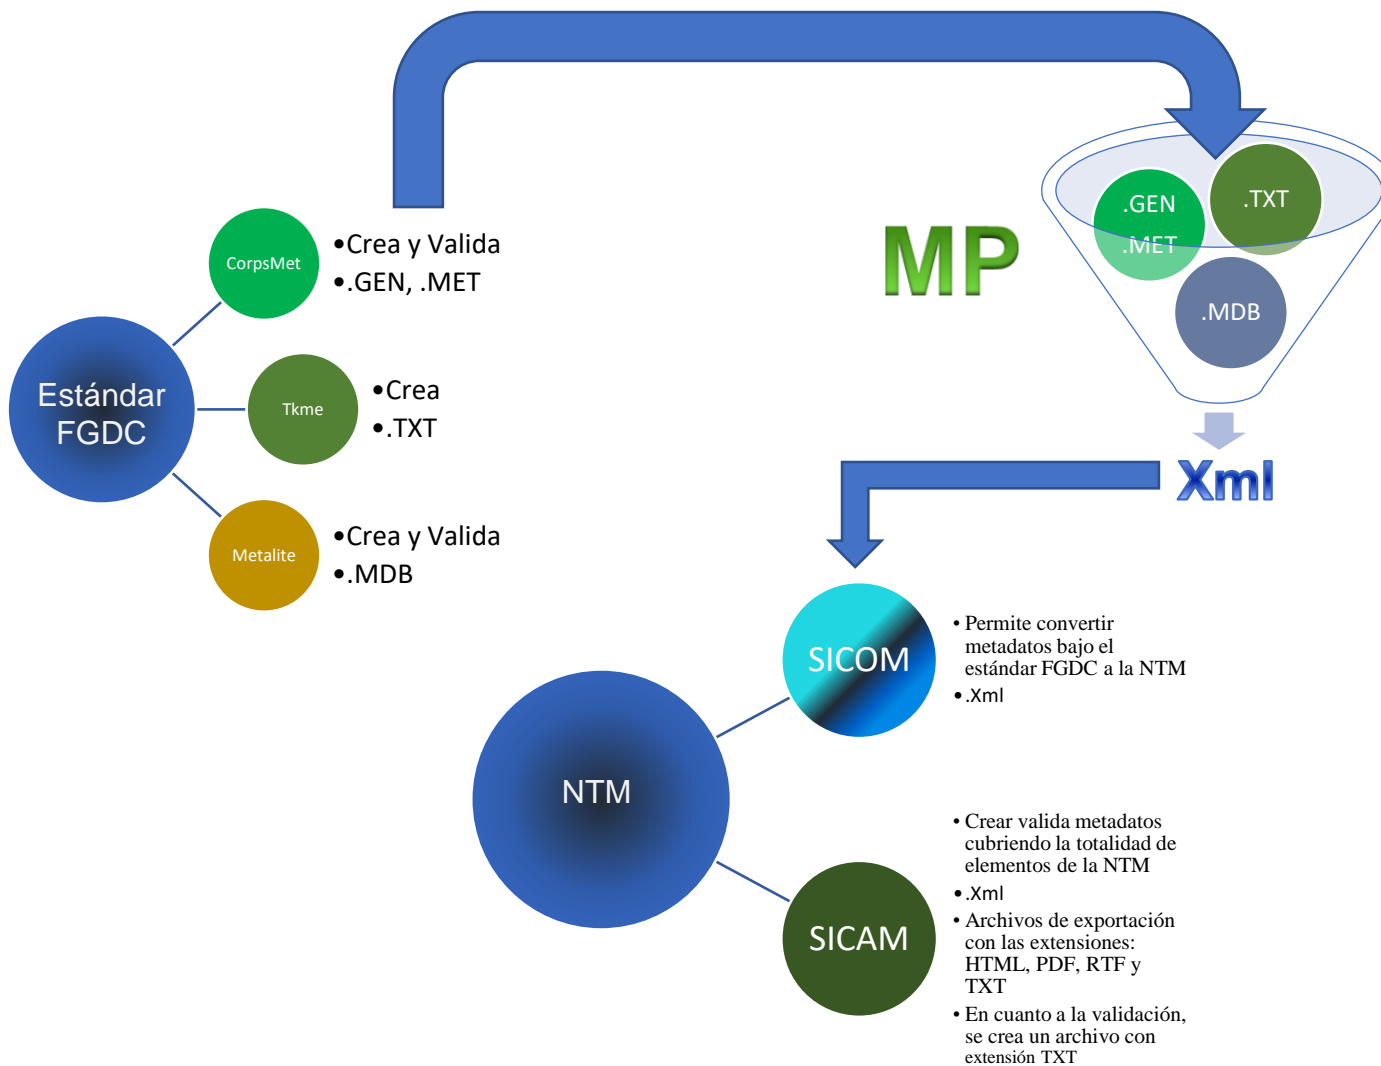 Estándar
FGDC
CorpsMet
•Crea y Valida
•.GEN, .MET
Tkme
•Crea
•.TXT
Metalite
•Crea y Valida
•.MDB
MP
.GEN
.MET
.TXT
.MDB
Xml
NTM
SICOM
• Permite convertir
metadatos bajo el
estándar FGDC a la NTM
• .Xml
SICAM
• Crear valida metadatos
cubriendo la totalidad de
elementos de la NTM
• .Xml
• Archivos de exportación
con las extensiones:
HTML, PDF, RTF y
TXT
• En cuanto a la validación,
se crea un archivo con
extensión TXT